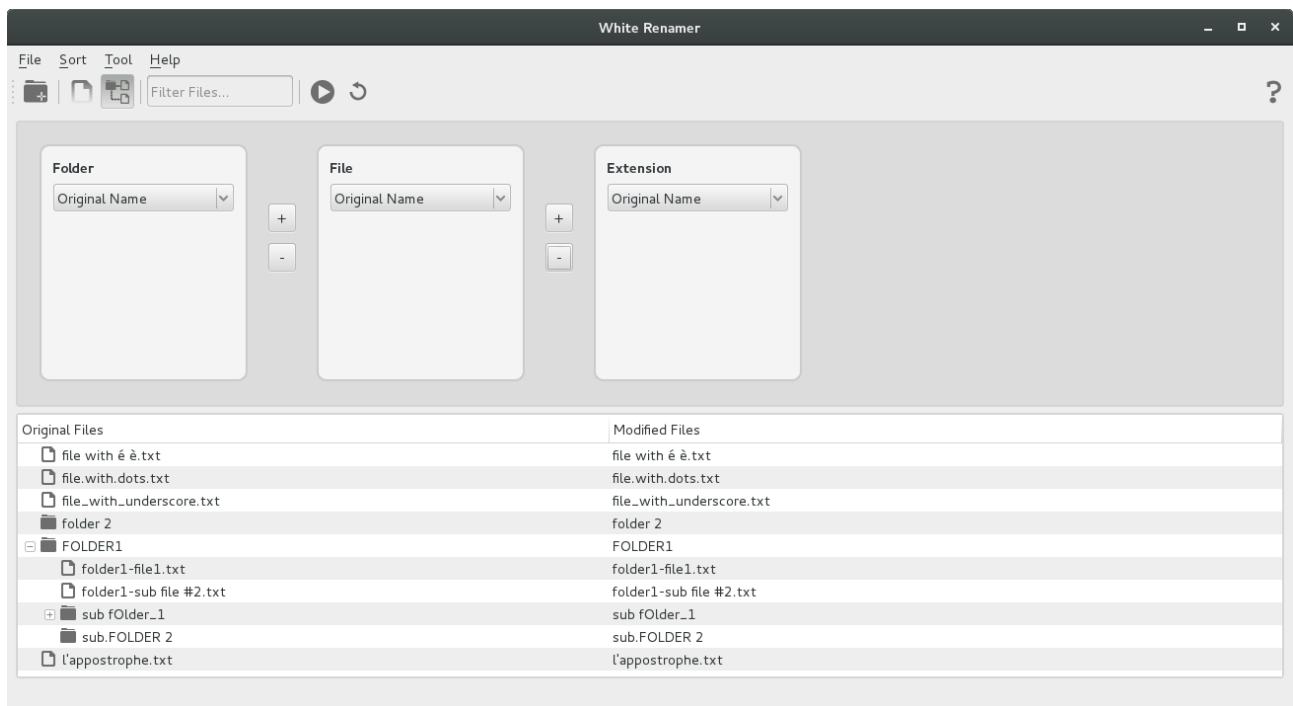 White Renamer
File Sort Tool Help
Filter Files...
?
Folder File Extension
Original Name Original Name Original Name
+ +
- -
Original Files Modified Files
file with é è.txt file with é è.txt
file.with.dots.txt file.with.dots.txt
file_with_underscore.txt file_with_underscore.txt
folder 2 folder 2
FOLDER1 FOLDER1
folder1-file1.txt folder1-file1.txt
folder1-sub file #2.txt folder1-sub file #2.txt
sub fOlder_1 sub fOlder_1
sub.FOLDER 2 sub.FOLDER 2
l'appostrophe.txt l'appostrophe.txt